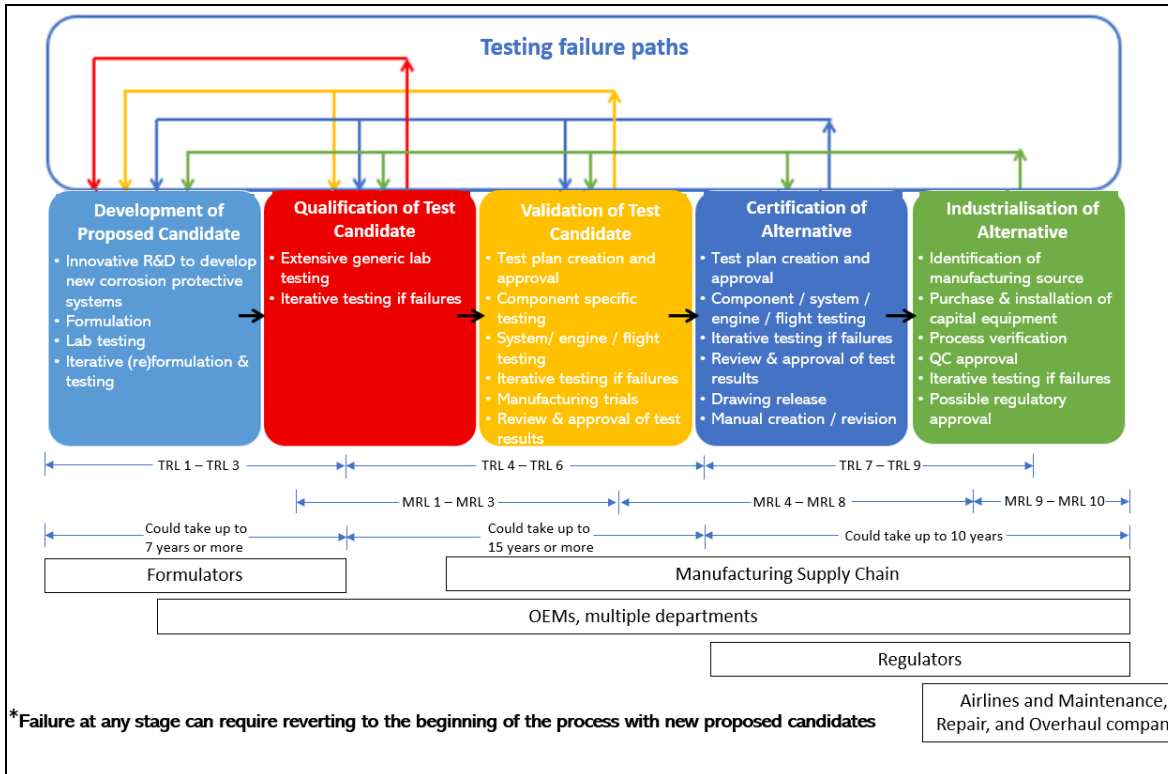 Testing failure paths
Development of
Proposed Candidate
• Innovative R&D to develop
new corrosion protective
systems
• Formulation
• Lab testing
• Iterative (re)formulation &
testing
Qualification of Test
Candidate
• Extensive generic lab
testing
• Iterative testing if failures
Validation of Test
Candidate
• Test plan creation and
approval
• Component specific
testing
• System/ engine / flight
testing
• Iterative testing if failures
• Manufacturing trials
• Review & approval of test
results
Certification of
Alternative
• Test plan creation and
approval
• Component / system /
engine / flight testing
• Iterative testing if failures
• Review & approval of test
results
• Drawing release
• Manual creation / revision
Industrialisation of
Alternative
• Identification of
manufacturing source
• Purchase & installation of
capital equipment
• Process verification
• QC approval
• Iterative testing if failures
• Possible regulatory
approval
TRL 1 – TRL 3
TRL 4 – TRL 6
TRL 7 – TRL 9
MRL 1 – MRL 3
MRL 4 – MRL 8
MRL 9 – MRL 10
Could take up to
7 years or more
Could take up to
15 years or more
Could take up to 10 years
Formulators
Manufacturing Supply Chain
OEMs, multiple departments
Regulators
Airlines and Maintenance,
Repair, and Overhaul compan
*Failure at any stage can require reverting to the beginning of the process with new proposed candidates